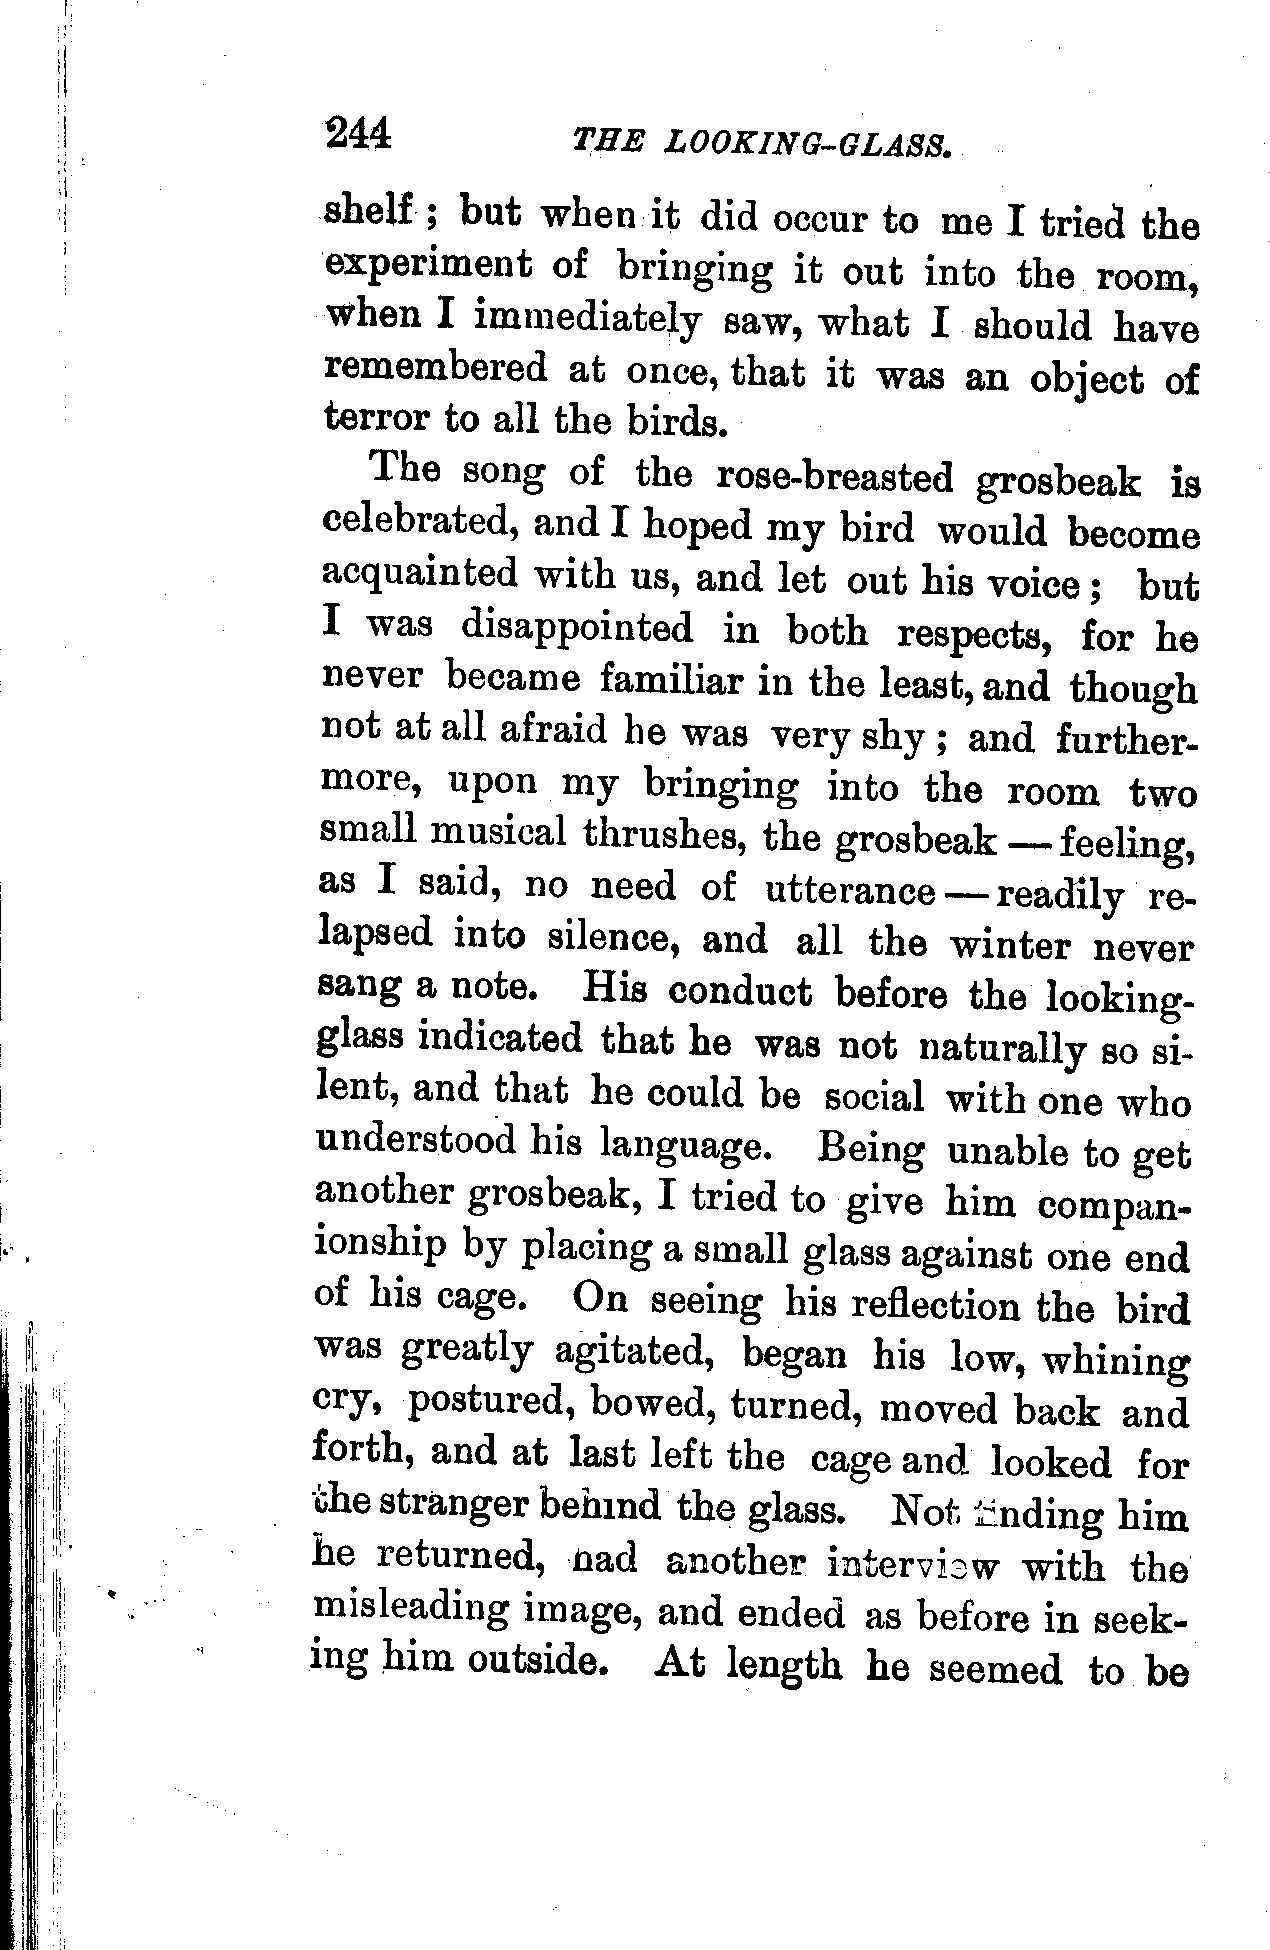 244 THE LOOKING-GLASS.
shelf ; but when it did occur to me I tried the
experiment of bringing it out into the room,
when I immediately saw, what I should have
remembered at once, that it was an object of
terror to all the birds.
The song of the rose-breasted grosbeak is
celebrated, and I hoped my bird would become
acquainted with us, and let out his voice ; but
I was disappointed in both respects, for he
never became familiar in the least, and though
not at all afraid he was very shy ; and further-
more, upon my bringing into the room two
small musical thrushes, the grosbeak — feeling,
as I said, no need of utterance — readily re-
lapsed into silence, and all the winter never
sang a note. His conduct before the looking-
glass indicated that he was not naturally so si-
lent, and that he could be social with one who
understood his language. Being unable to get
another grosbeak, I tried to give him compan-
ionship by placing a small glass against one end
of his cage. On seeing his reflection the bird
was greatly agitated, began his low, whining
cry, postured, bowed, turned, moved back and
forth, and at last left the cage and looked for
the stranger behind the glass. Not finding him
he returned, had another interview with the
misleading image, and ended as before in seek-
ing him outside. At length he seemed to be